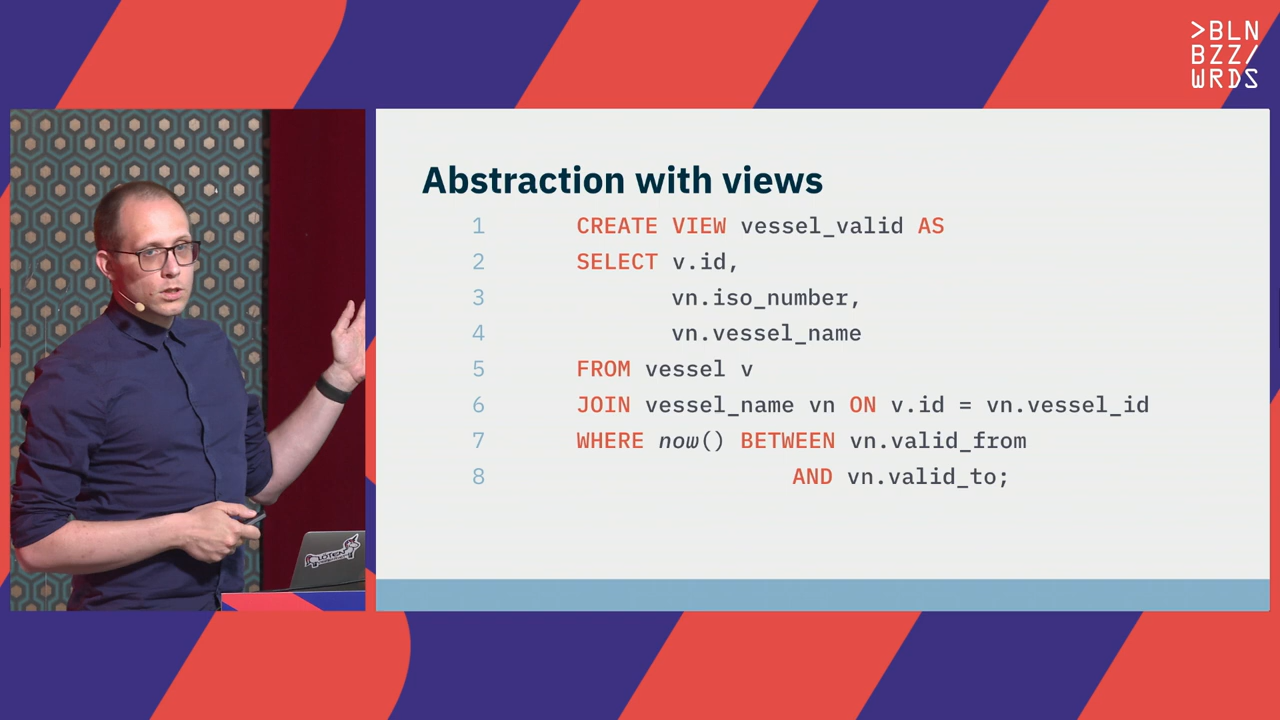 >BLN
BZZ/
WRDS
Abstraction with views
1 CREATE VIEW vessel_valid AS
2 SELECT v.id,
3 vn.iso_number,
4 vn.vessel_name
5 FROM vessel v
6 JOIN vessel_name vn ON v.id = vn.vessel_id
7 WHERE now() BETWEEN vn.valid_from
8 AND vn.valid_to;